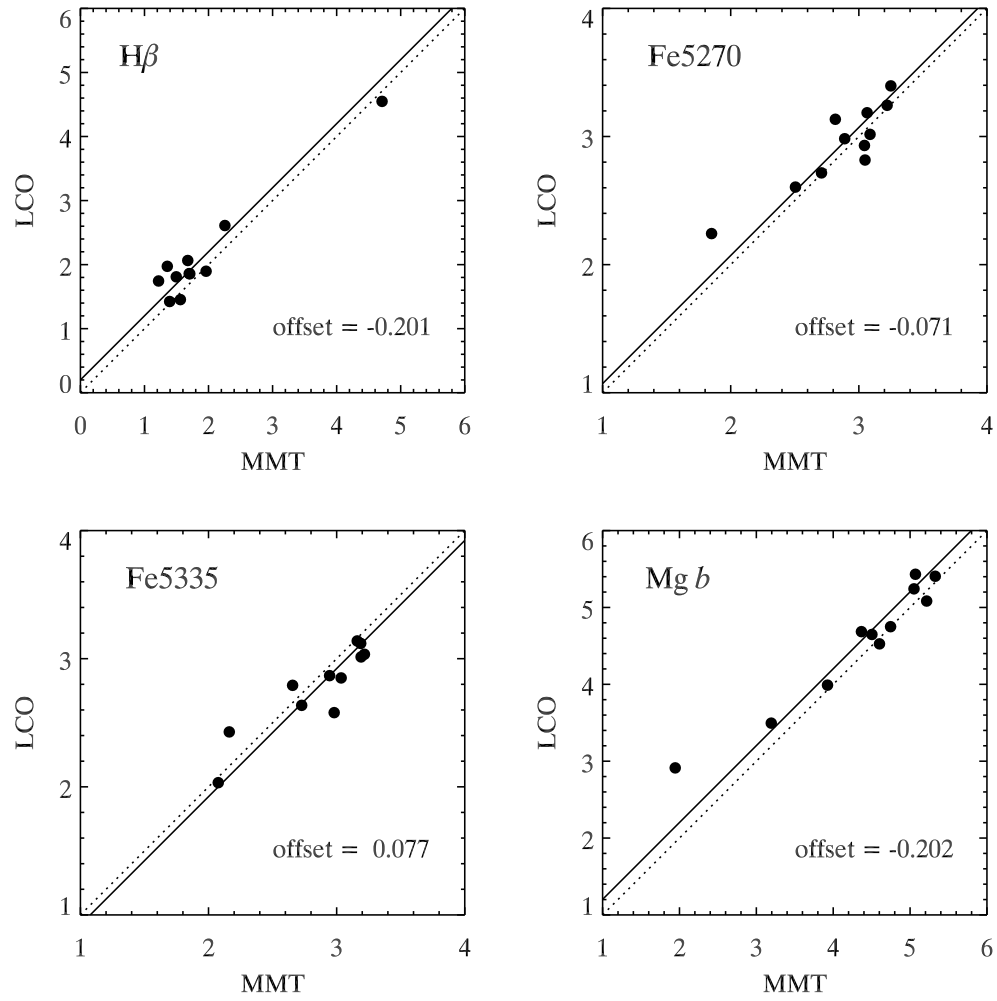 Hβ
6
5
4
3
2
1
0
LCO
offset = -0.201
0 1 2 3 4 5 6
MMT
Fe5270
4
3
2
1
LCO
offset = -0.071
1 2 3 4
MMT
Fe5335
4
3
2
1
LCO
offset = 0.077
1 2 3 4
MMT
Mg b
6
5
4
3
2
1
LCO
offset = -0.202
1 2 3 4 5 6
MMT